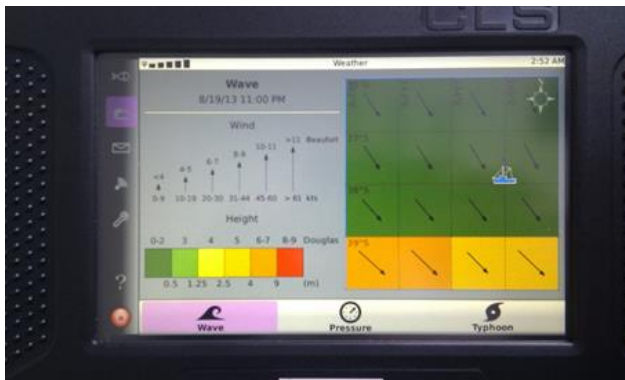 CLS
Weather
2:52 AM
Wave
8/19/13 11:00 PM
Wind
<4 4-5 6-7 8-9 10-11 >11 Beaufort
0-9 10-19 20-30 31-44 45-60 > 61 kts
Height
0-2 3 4 5 6-7 8-9 Douglas
0.5 1.25 2.5 4 9 (m)
37°S
38°S
39°S
?
Wave
Pressure
Typhoon